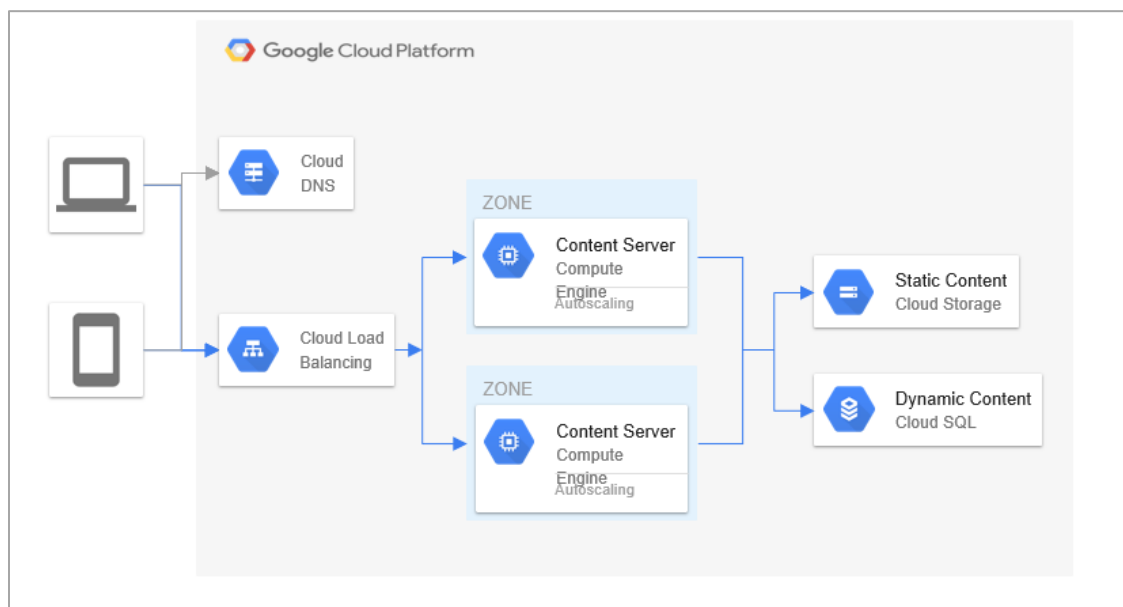 Google Cloud Platform
Cloud
DNS
ZONE
Content Server
Compute
Engine
Autoscaling
Cloud Load
Balancing
ZONE
Content Server
Compute
Engine
Autoscaling
Static Content
Cloud Storage
Dynamic Content
Cloud SQL